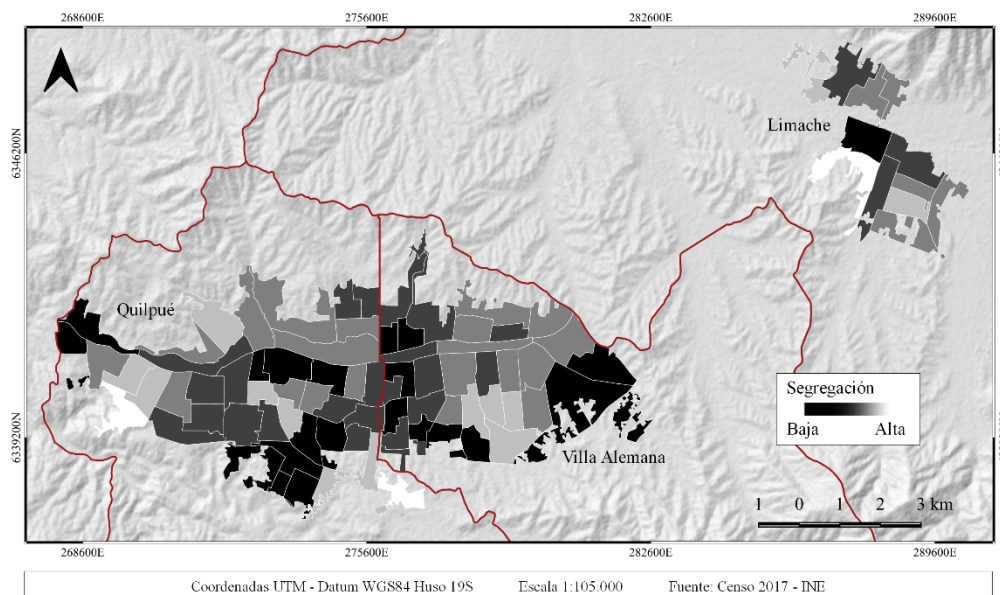 268600E 275600E 282600E 289600E
Limache
6346200N
Quilpué
Segregación
Baja Alta
6339200N
Villa Alemana
1 0 1 2 3 km
268600E 275600E 282600E 289600E
Coordenadas UTM - Datum WGS84 Huso 19S Escala 1:105.000 Fuente: Censo 2017 - INE